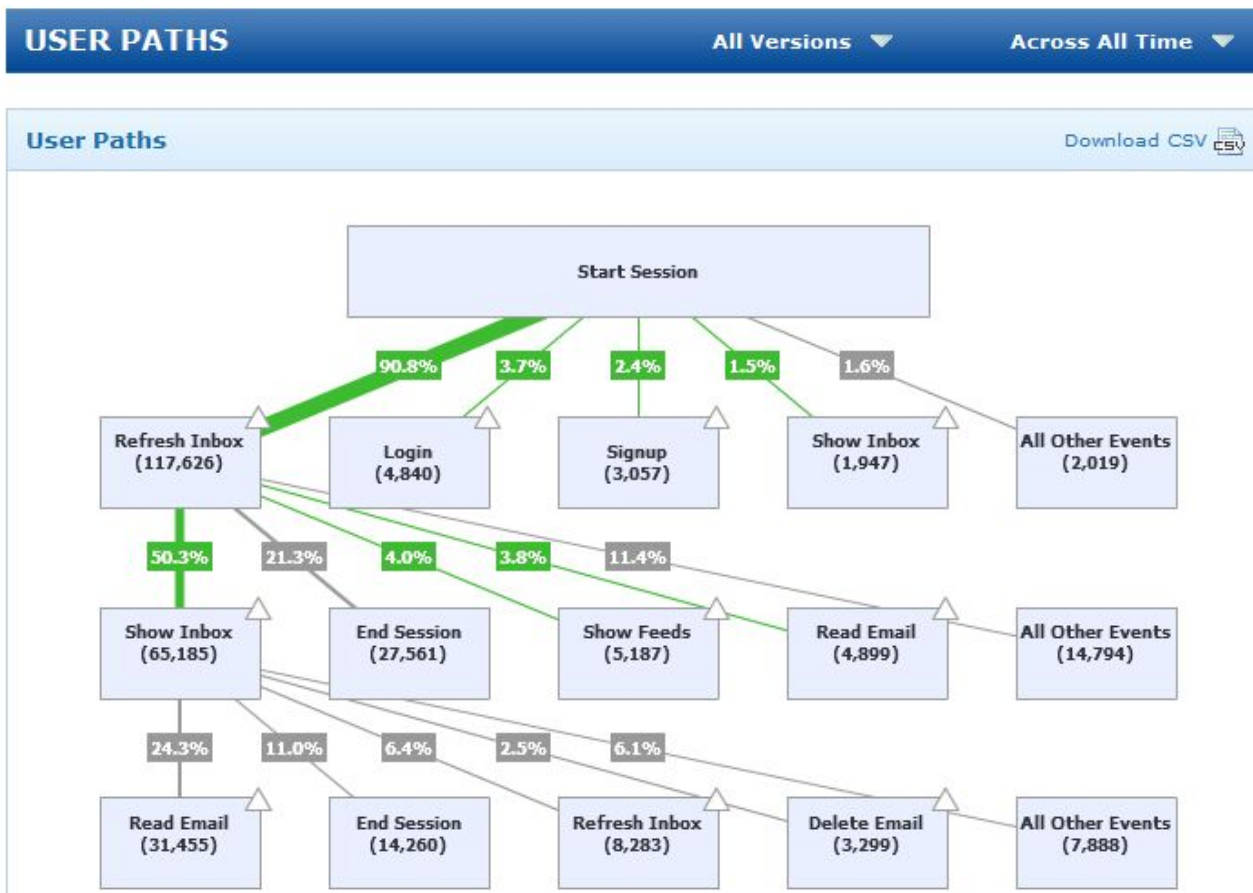 USER PATHS
All Versions
Across All Time
User Paths
Download CSV
CSV
Start Session
90.8%
3.7%
2.4%
1.5%
1.6%
Refresh Inbox
(117,626)
Login
(4,840)
Signup
(3,057)
Show Inbox
(1,947)
All Other Events
(2,019)
50.3%
21.3%
4.0%
3.8%
11.4%
Show Inbox
(65,185)
End Session
(27,561)
Show Feeds
(5,187)
Read Email
(4,899)
All Other Events
(14,794)
24.3%
11.0%
6.4%
2.5%
6.1%
Read Email
(31,455)
End Session
(14,260)
Refresh Inbox
(8,283)
Delete Email
(3,299)
All Other Events
(7,888)